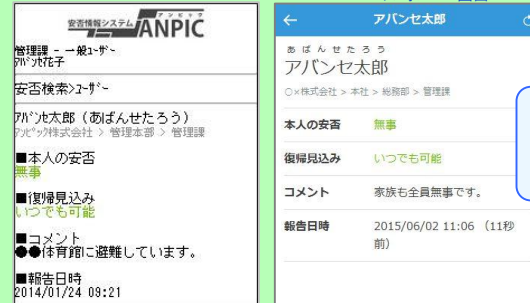 安否情報システム ANPIC
アンピック
管理課 - 一般ﾕｰｻﾞｰ
ｱﾊﾞﾝｾ花子
安否検索>ﾕｰｻﾞｰ
ｱﾊﾞﾝｾ太郎（あばんせたろう）
ｱﾝﾋﾟｯｸ株式会社 > 管理本部 > 管理課
■本人の安否
無事
■復帰見込み
いつでも可能
■コメント
●●体育館に避難しています。
■報告日時
2014/01/24 09:21
アバンセ太郎
あばんせたろう
アバンセ太郎
○×株式会社 > 本社 > 総務部 > 管理課
本人の安否 無事
復帰見込み いつでも可能
コメント 家族も全員無事です。
報告日時 2015/06/02 11:06 （11秒
前）